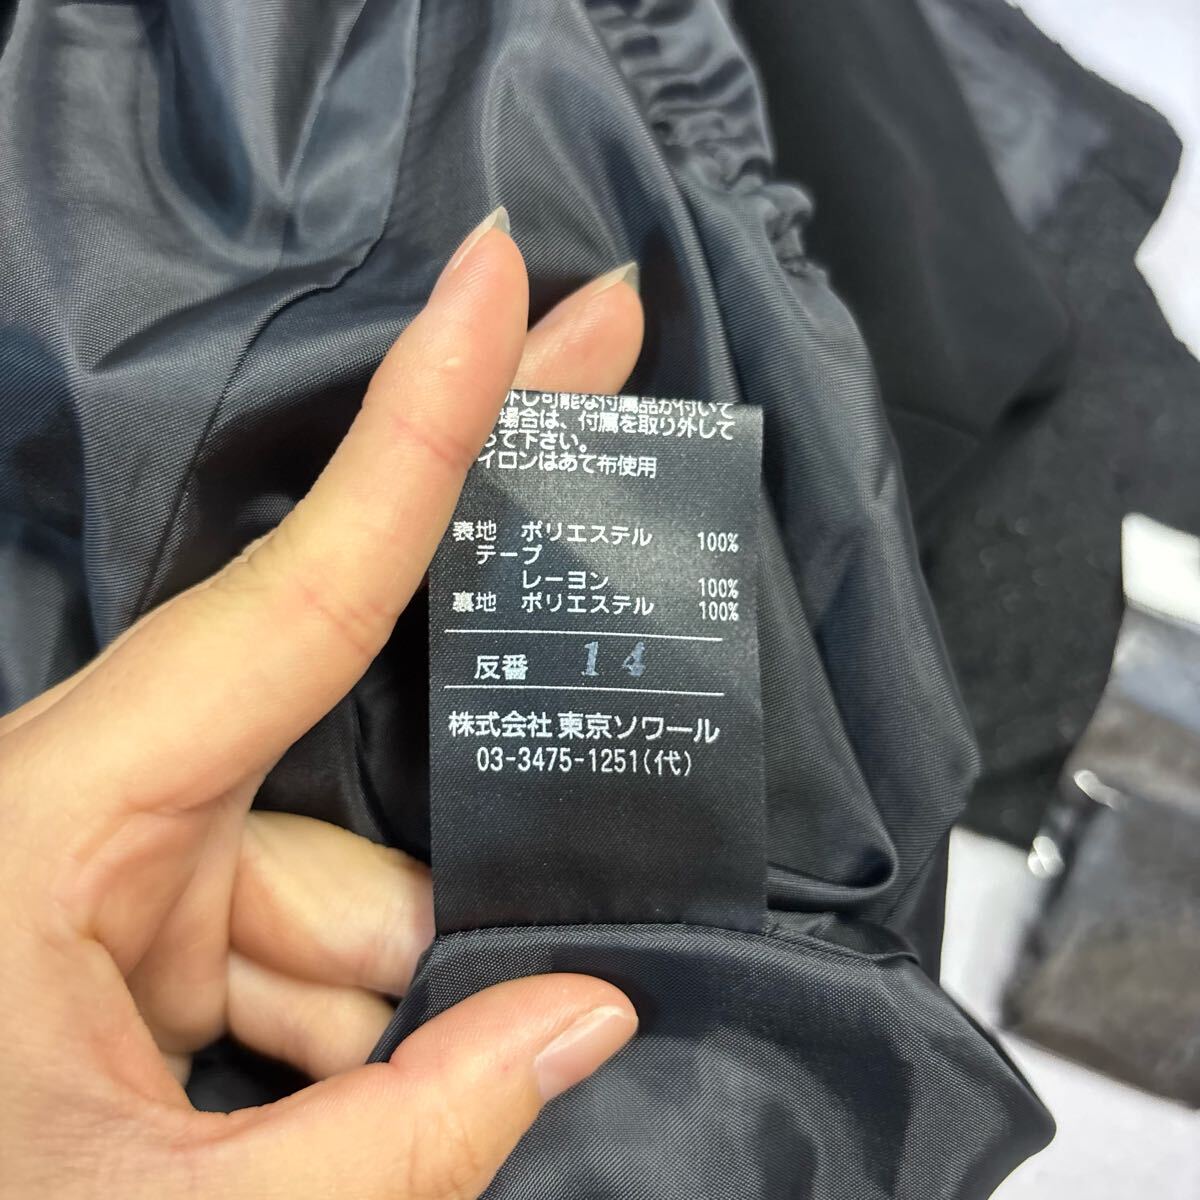 外し可能な付属品が付いて
場合は、付属を取り外して
って下さい。
イロンはあて布使用
表地 ポリエステル 100%
テープ
レーヨン 100%
裏地 ポリエステル 100%
反番 14
株式会社 東京ソワール
03-3475-1251(代)